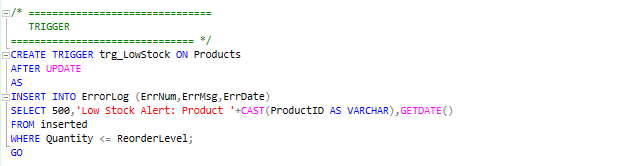 /* ===============================
TRIGGER
=============================== */
CREATE TRIGGER trg_LowStock ON Products
AFTER UPDATE
AS
INSERT INTO ErrorLog (ErrNum,ErrMsg,ErrDate)
SELECT 500,'Low Stock Alert: Product '+CAST(ProductID AS VARCHAR),GETDATE()
FROM inserted
WHERE Quantity <= ReorderLevel;
GO